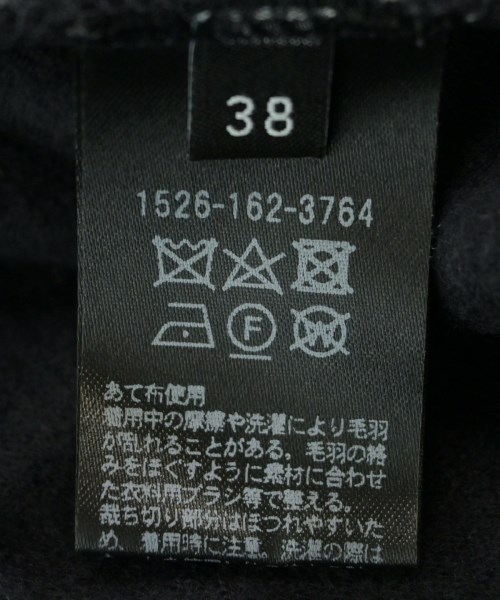 38
1526-162-3764
F
W
あて布使用
着用中の摩擦や洗濯により毛羽
が乱れることがある。毛羽の絡
みをほぐすように素材に合わせ
た衣料用ブラシ等で整える。
裁ち切り部分はほつれやすいた
め、着用時に注意。洗濯の際は